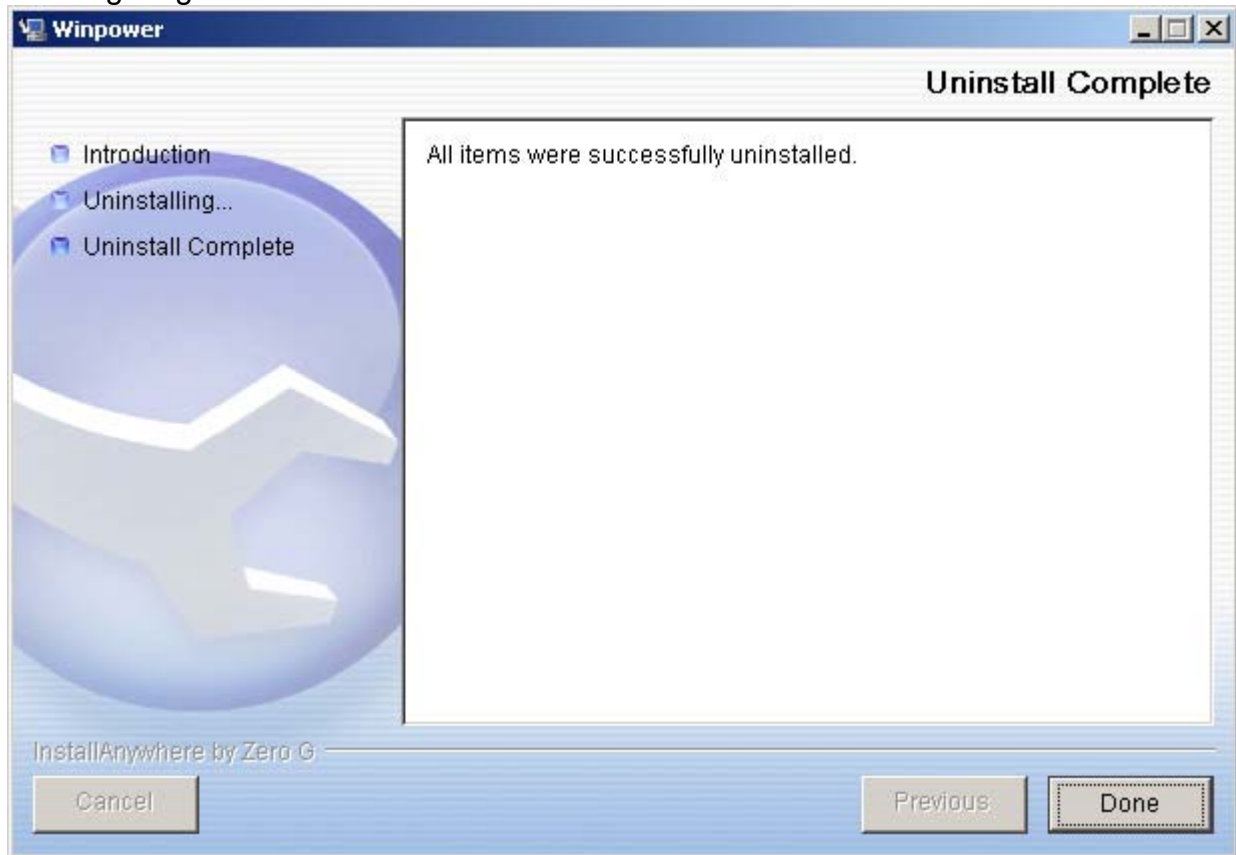 Winpower
Uninstall Complete
Introduction
Uninstalling...
Uninstall Complete
All items were successfully uninstalled.
InstallAnywhere by Zero G
Cancel
Previous
Done